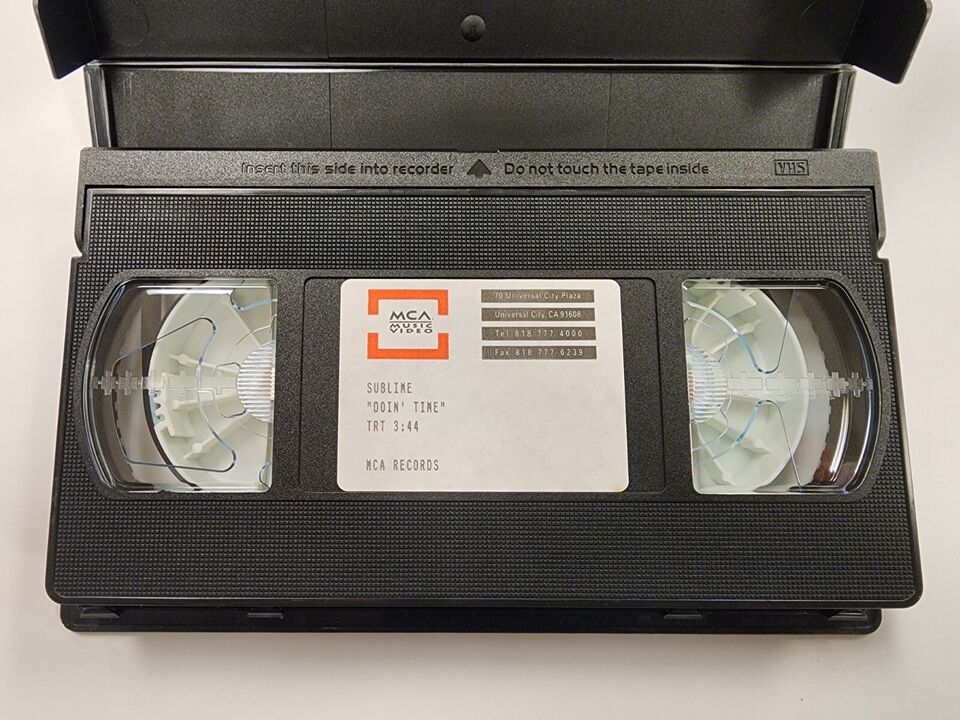 Insert this side into recorder Do not touch the tape inside VHS
MCA
MUSIC
VIDEO
70 Universal City Plaza
Universal City, CA 91608
Tel 818 777 4000
Fax 818 777 6239
SUBLIME
"DOIN' TIME"
TRT 3:44
MCA RECORDS